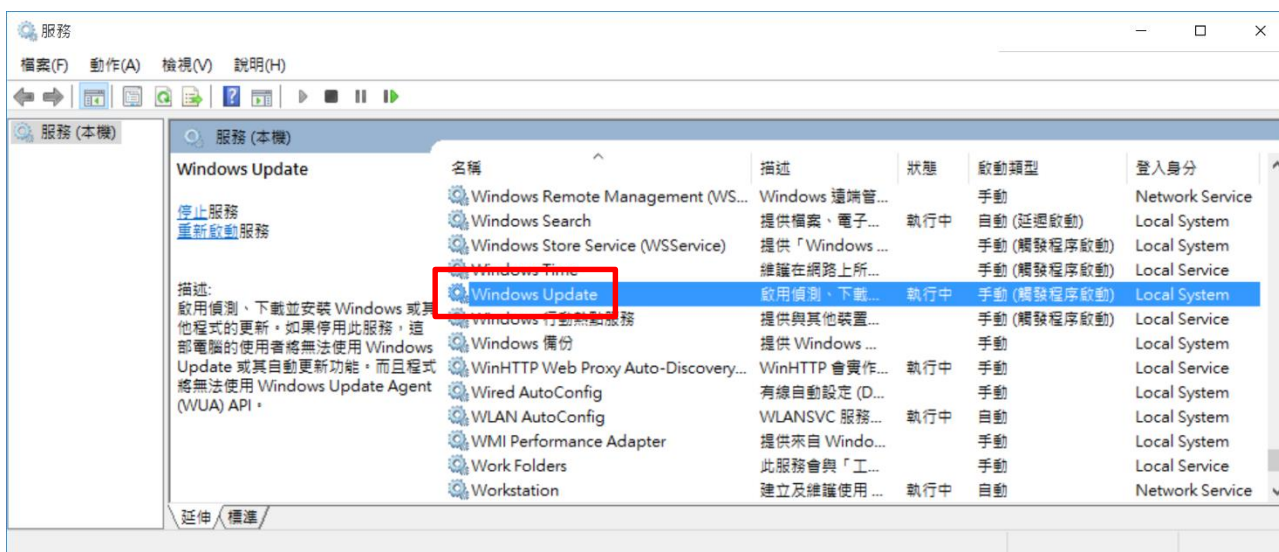 服務
檔案(F) 動作(A) 檢視(V) 說明(H)
服務 (本機)
服務 (本機)
Windows Update
停止服務
重新啟動服務
描述:
啟用偵測、下載並安裝 Windows 或其
他程式的更新。如果停用此服務，這
部電腦的使用者將無法使用 Windows
Update 或其自動更新功能，而且程式
將無法使用 Windows Update Agent
(WUA) API。
名稱 描述 狀態 啟動類型 登入身分
Windows Remote Management (WS... Windows 遠端管... 手動 Network Service
Windows Search 提供檔案、電子... 執行中 自動 (延遲啟動) Local System
Windows Store Service (WSService) 提供「Windows ... 手動 (觸發程序啟動) Local System
Windows Time 維護在網路上所... 手動 (觸發程序啟動) Local Service
Windows Update 啟用偵測、下載... 執行中 手動 (觸發程序啟動) Local System
Windows 行動熱點服務 提供與其他裝置... 手動 (觸發程序啟動) Local Service
Windows 備份 提供 Windows ... 手動 Local System
WinHTTP Web Proxy Auto-Discovery... WinHTTP 會實作... 執行中 手動 Local Service
Wired AutoConfig 有線自動設定 (D... 手動 Local System
WLAN AutoConfig WLANSVC 服務... 執行中 自動 Local System
WMI Performance Adapter 提供來自 Windo... 手動 Local System
Work Folders 此服務會與「工... 手動 Local Service
Workstation 建立及維護使用 ... 執行中 自動 Network Service
延伸 標準